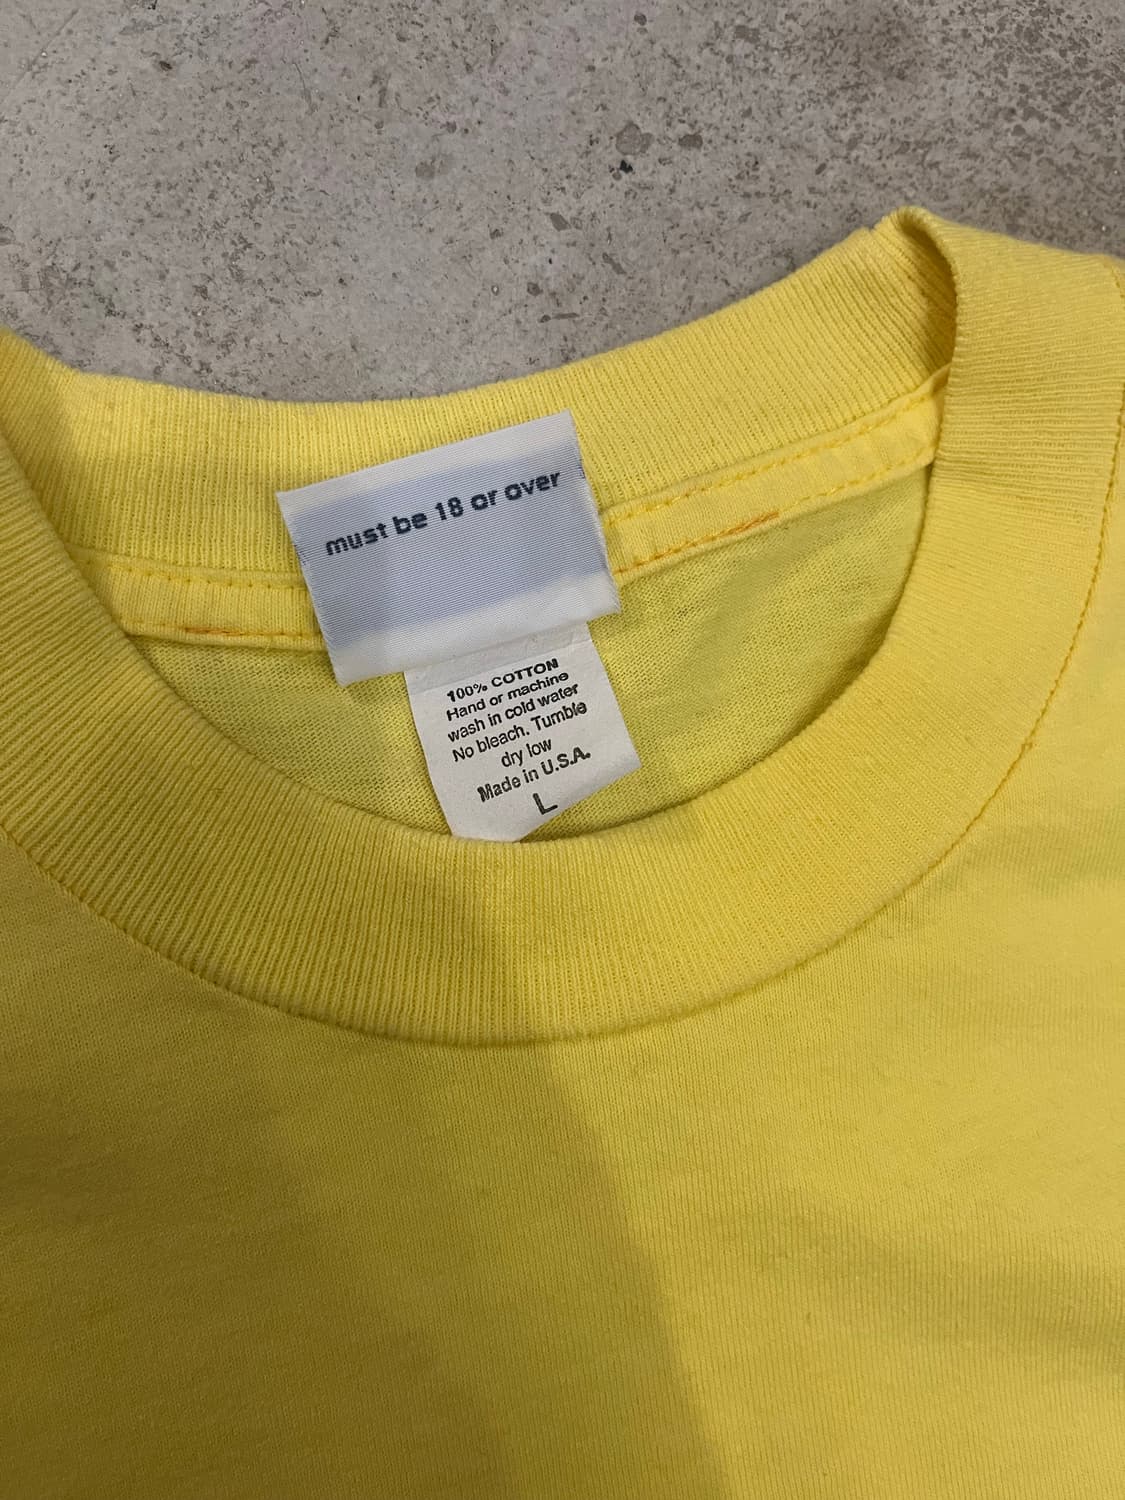 must be 18 or over
100% COTTON
Hand or machine
wash in cold water
No bleach. Tumble
dry low
Made in U.S.A.
L